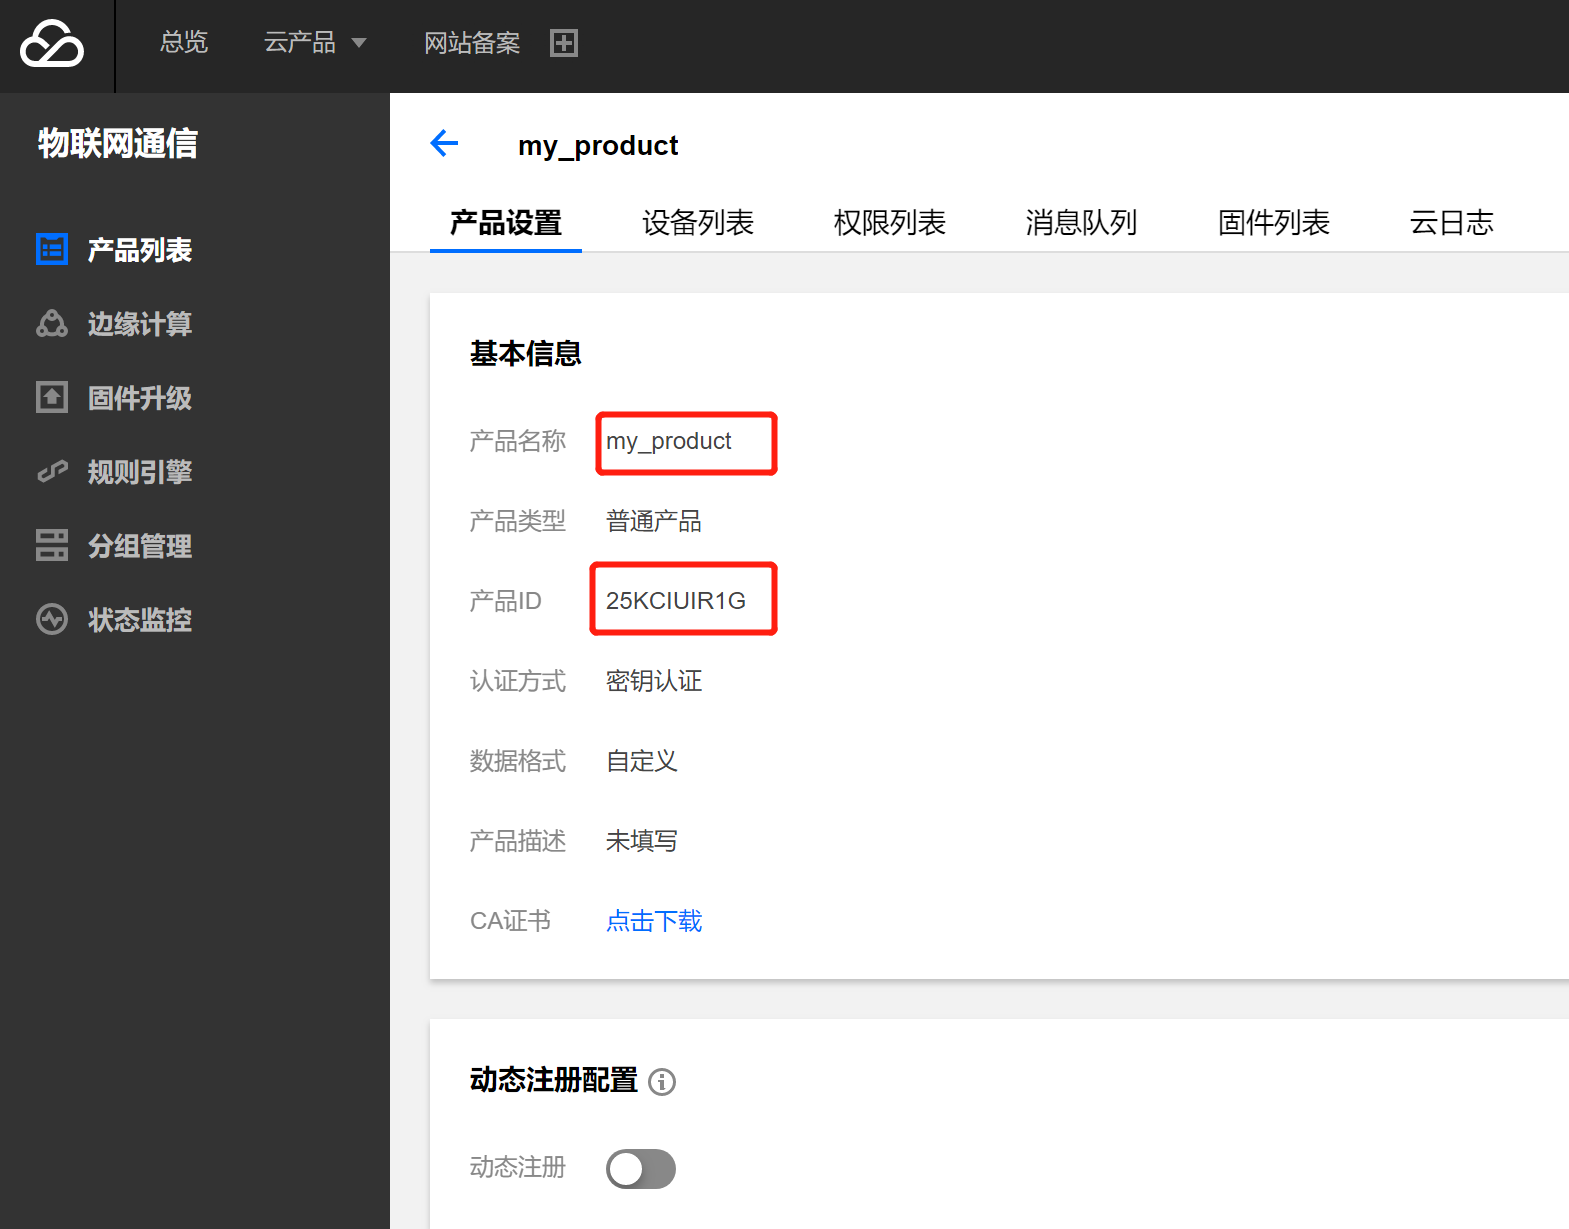 总览 云产品 网站备案
物联网通信
产品列表
边缘计算
固件升级
规则引擎
分组管理
状态监控
my_product
产品设置 设备列表 权限列表 消息队列 固件列表 云日志
基本信息
产品名称 my_product
产品类型 普通产品
产品ID 25KCIUIR1G
认证方式 密钥认证
数据格式 自定义
产品描述 未填写
CA证书 点击下载
动态注册配置
动态注册